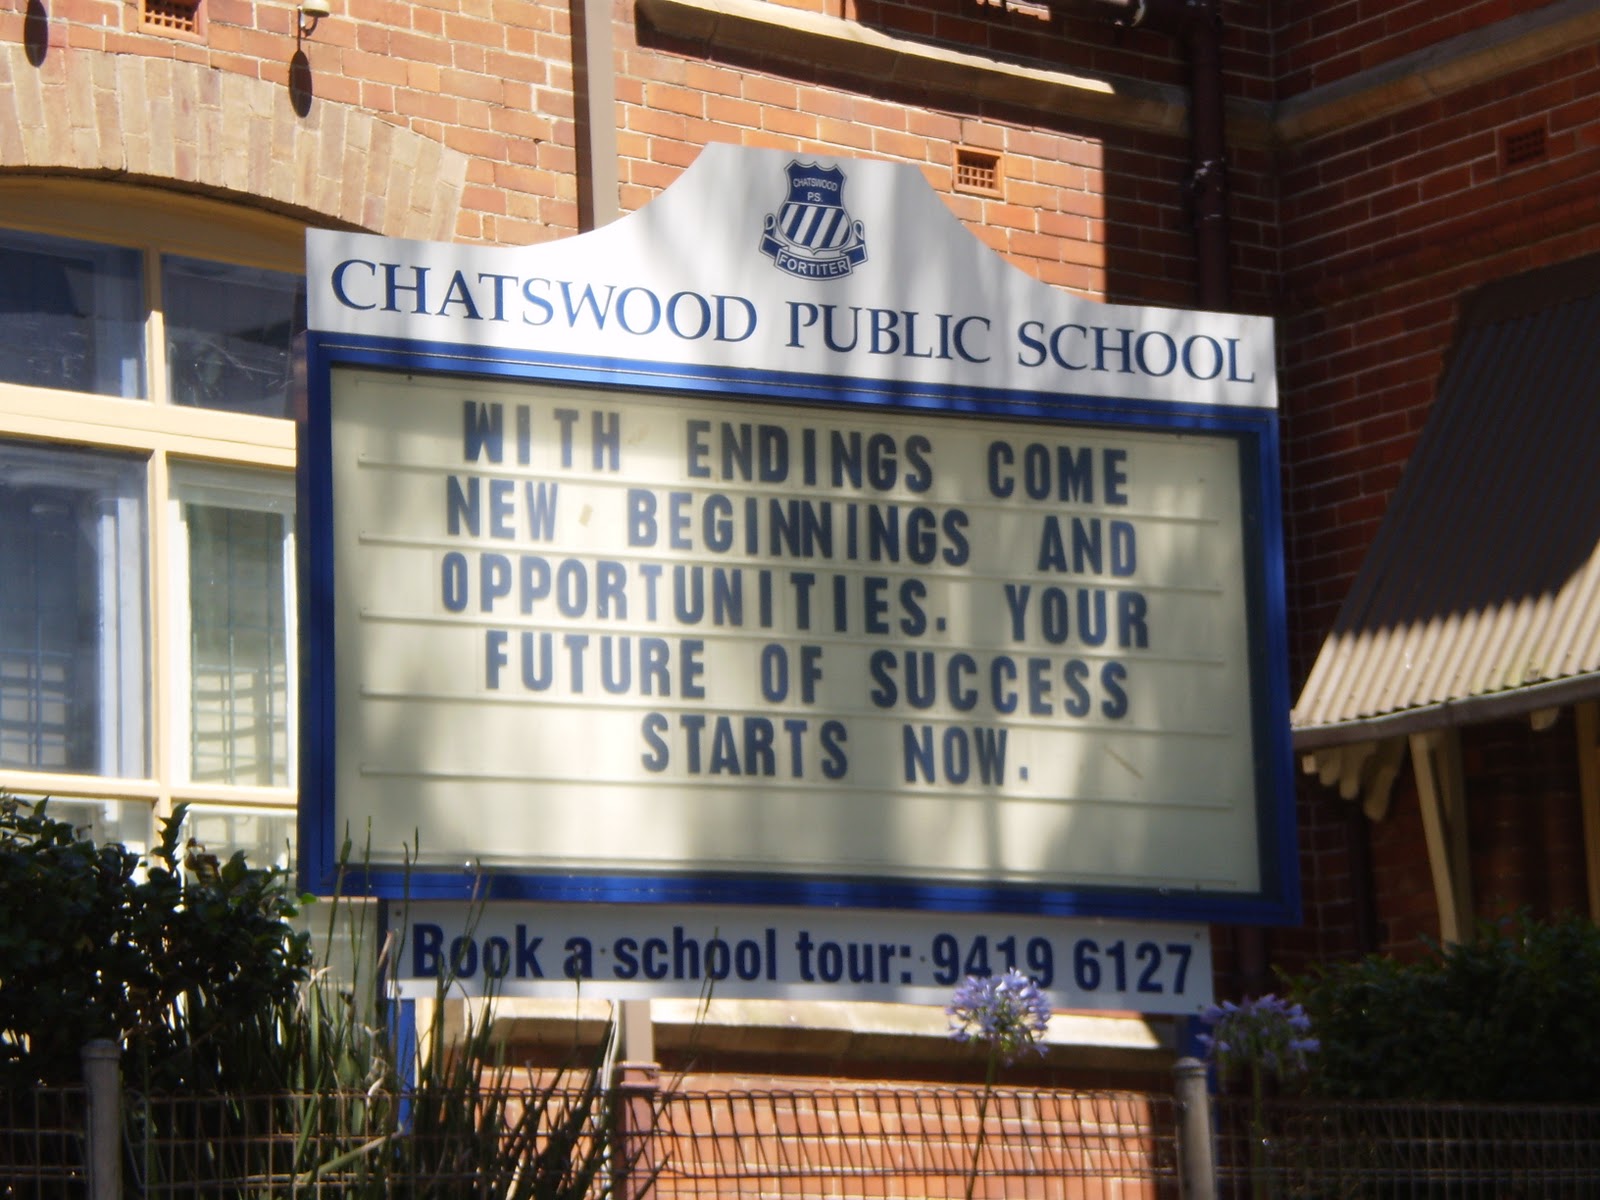 CHATSWOOD
P.S.
FORTITER
CHATSWOOD PUBLIC SCHOOL
WITH ENDINGS COME
NEW BEGINNINGS AND
OPPORTUNITIES. YOUR
FUTURE OF SUCCESS
STARTS NOW.
Book a school tour: 9419 6127